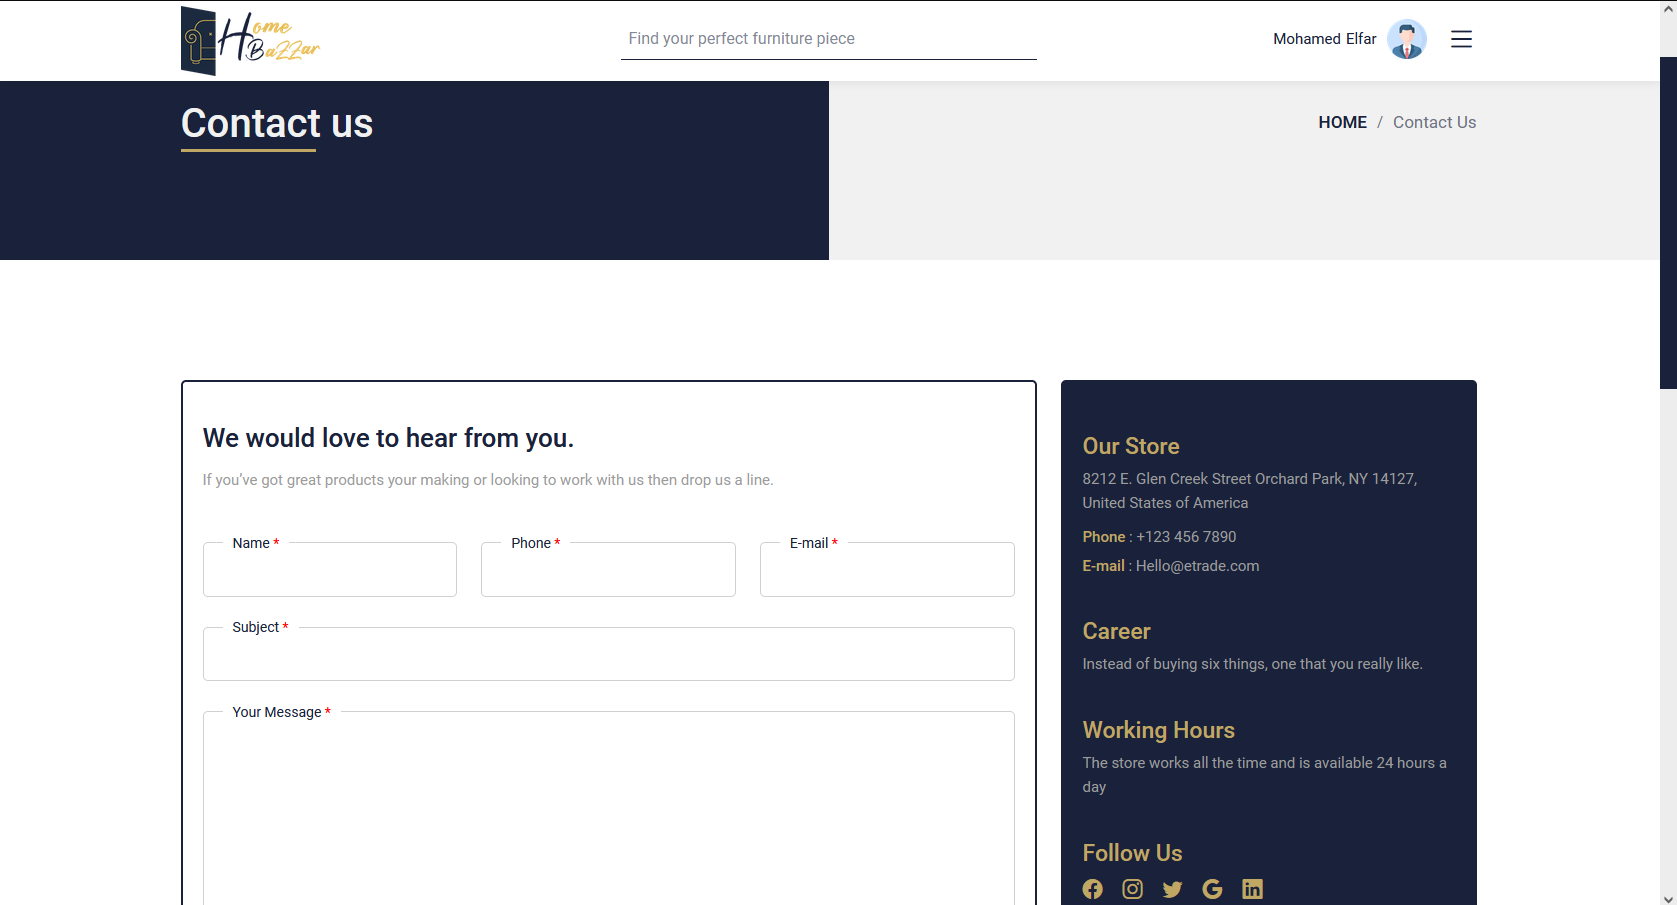 Home
BaZZar
Find your perfect furniture piece
Mohamed Elfar
Contact us
HOME / Contact Us
We would love to hear from you.
If you’ve got great products your making or looking to work with us then drop us a line.
Name *
Phone *
E-mail *
Subject *
Your Message *
Our Store
8212 E. Glen Creek Street Orchard Park, NY 14127,
United States of America
Phone : +123 456 7890
E-mail : Hello@etrade.com
Career
Instead of buying six things, one that you really like.
Working Hours
The store works all the time and is available 24 hours a
day
Follow Us